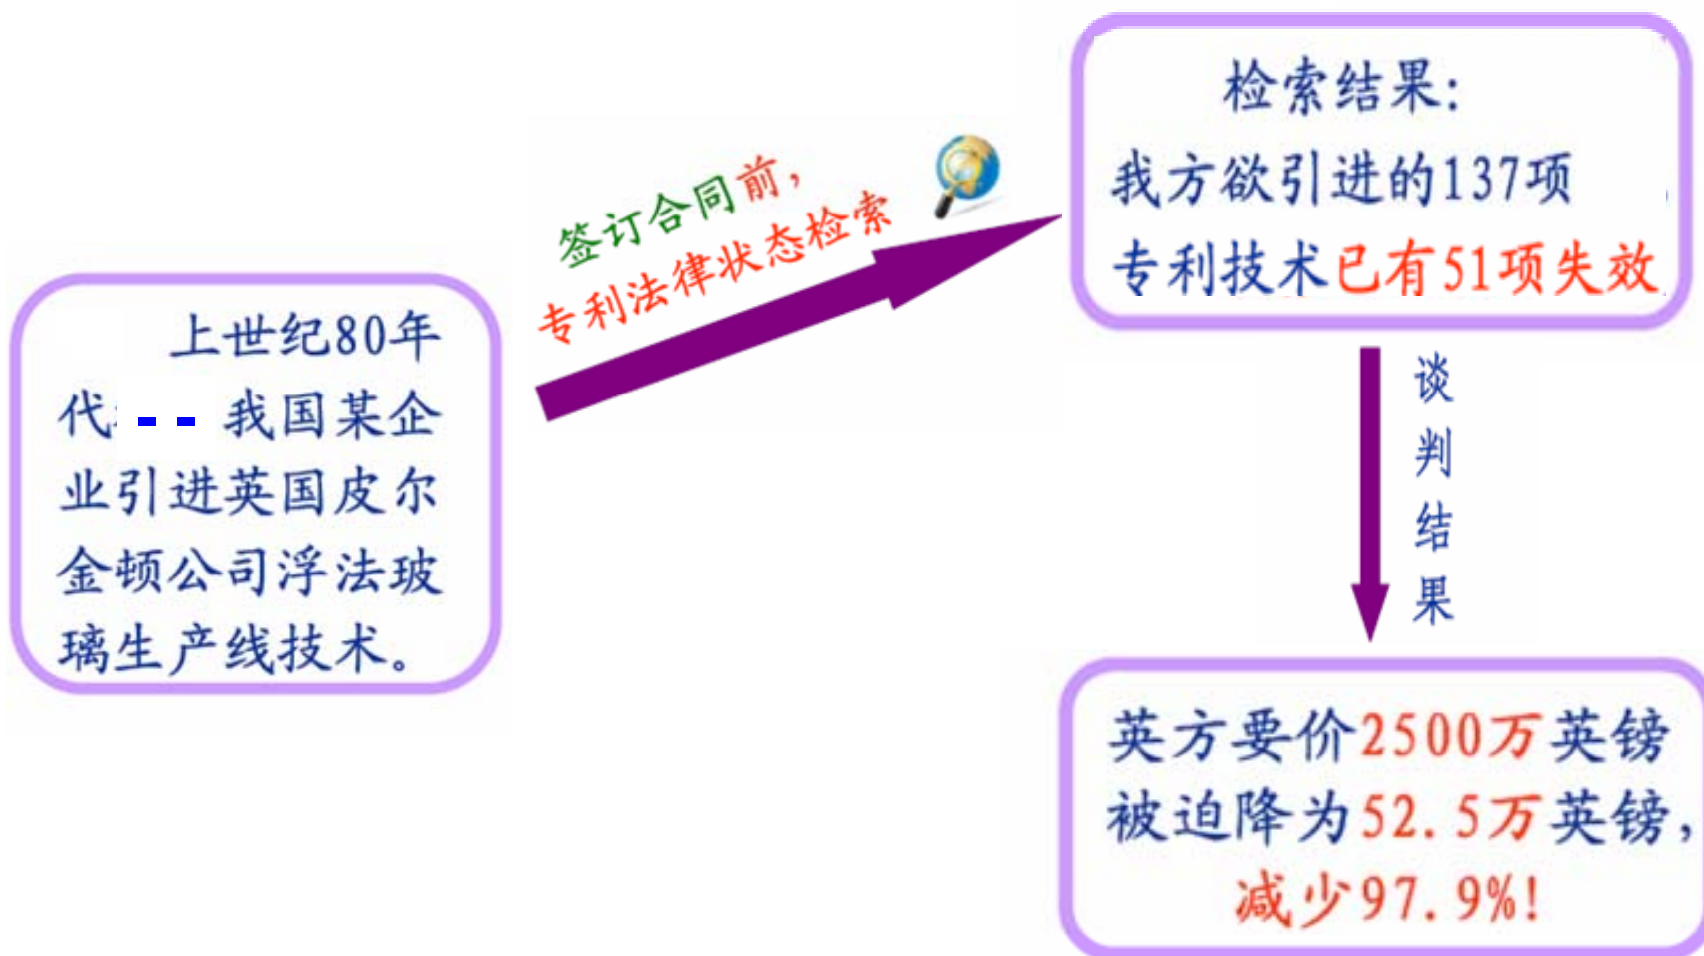 上世纪80年
代 - - 我国某企
业引进英国皮尔
金顿公司浮法玻
璃生产线技术。
签订合同前，
专利法律状态检索
检索结果：
我方欲引进的137项
专利技术已有51项失效
谈
判
结
果
英方要价2500万英镑
被迫降为52.5万英镑，
减少97.9%!